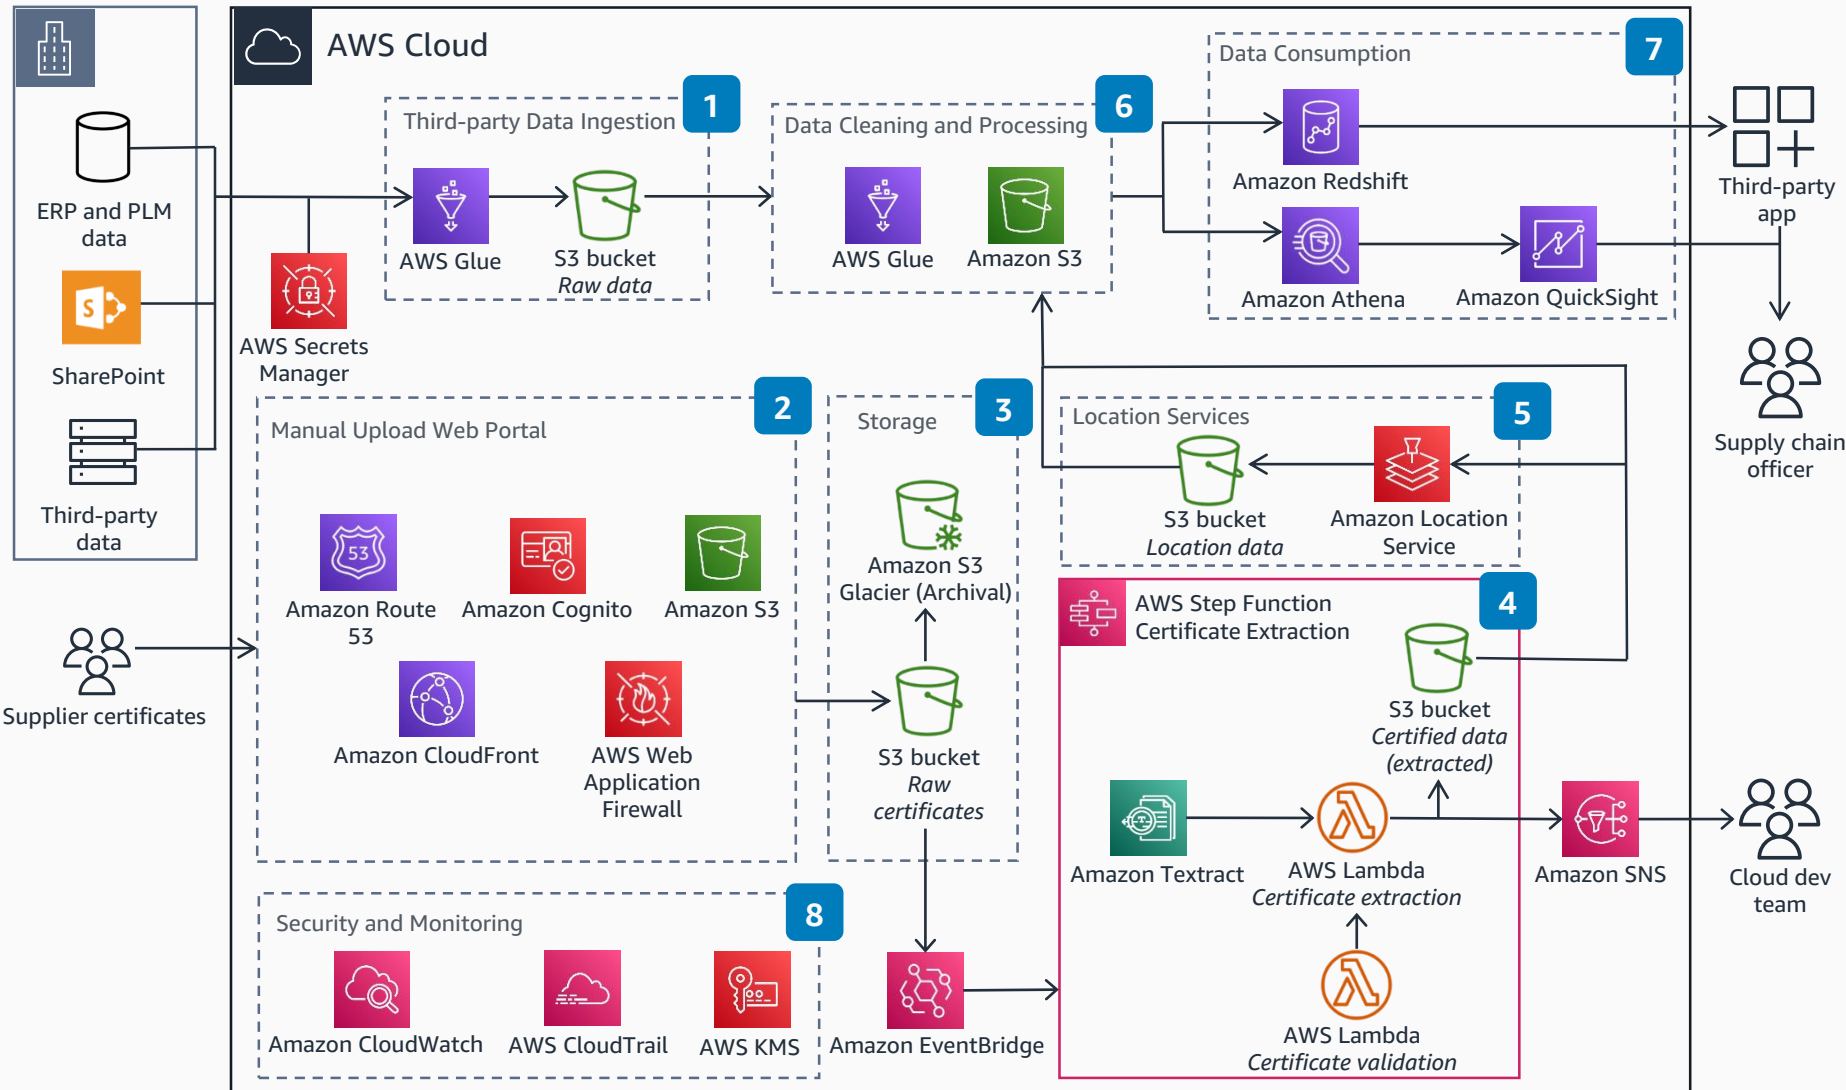 AWS Cloud
ERP and PLM
data
SharePoint
Third-party
data
Supplier certificates
1
Third-party Data Ingestion
AWS Glue
S3 bucket
Raw data
AWS Secrets
Manager
6
Data Cleaning and Processing
AWS Glue
Amazon S3
7
Data Consumption
Amazon Redshift
Amazon Athena
Amazon QuickSight
Third-party
app
Supply chain
officer
2
Manual Upload Web Portal
53
Amazon Route
53
Amazon Cognito
Amazon S3
Amazon CloudFront
AWS Web
Application
Firewall
3
Storage
Amazon S3
Glacier (Archival)
S3 bucket
Raw
certificates
5
Location Services
S3 bucket
Location data
Amazon Location
Service
4
AWS Step Function
Certificate Extraction
S3 bucket
Certified data
(extracted)
Amazon Textract
AWS Lambda
Certificate extraction
AWS Lambda
Certificate validation
Amazon SNS
Cloud dev
team
8
Security and Monitoring
Amazon CloudWatch
AWS CloudTrail
AWS KMS
Amazon EventBridge